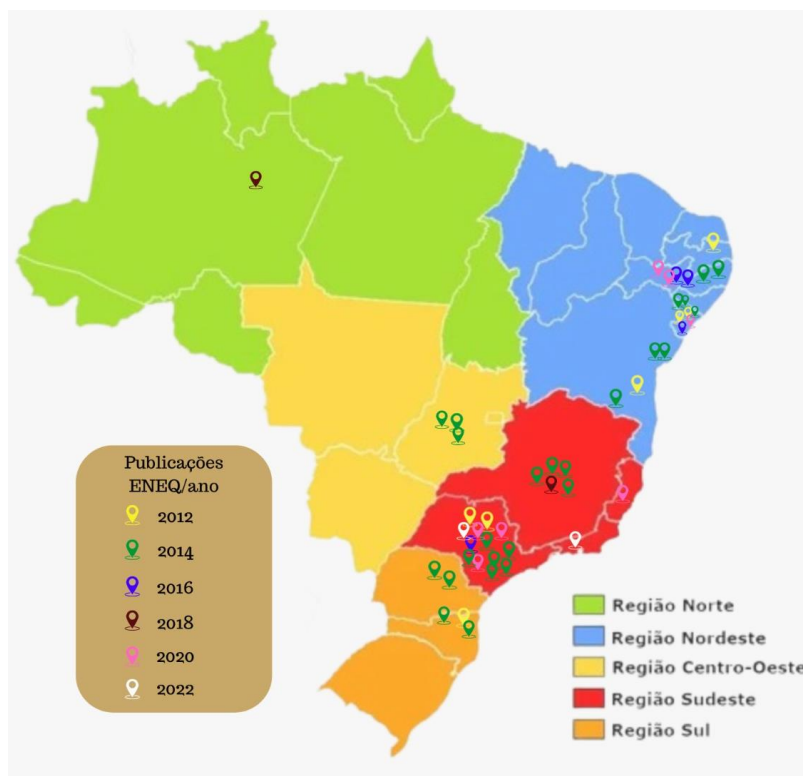 Publicações
ENEQ/ano
2012
2014
2016
2018
2020
2022
Região Norte
Região Nordeste
Região Centro-Oeste
Região Sudeste
Região Sul